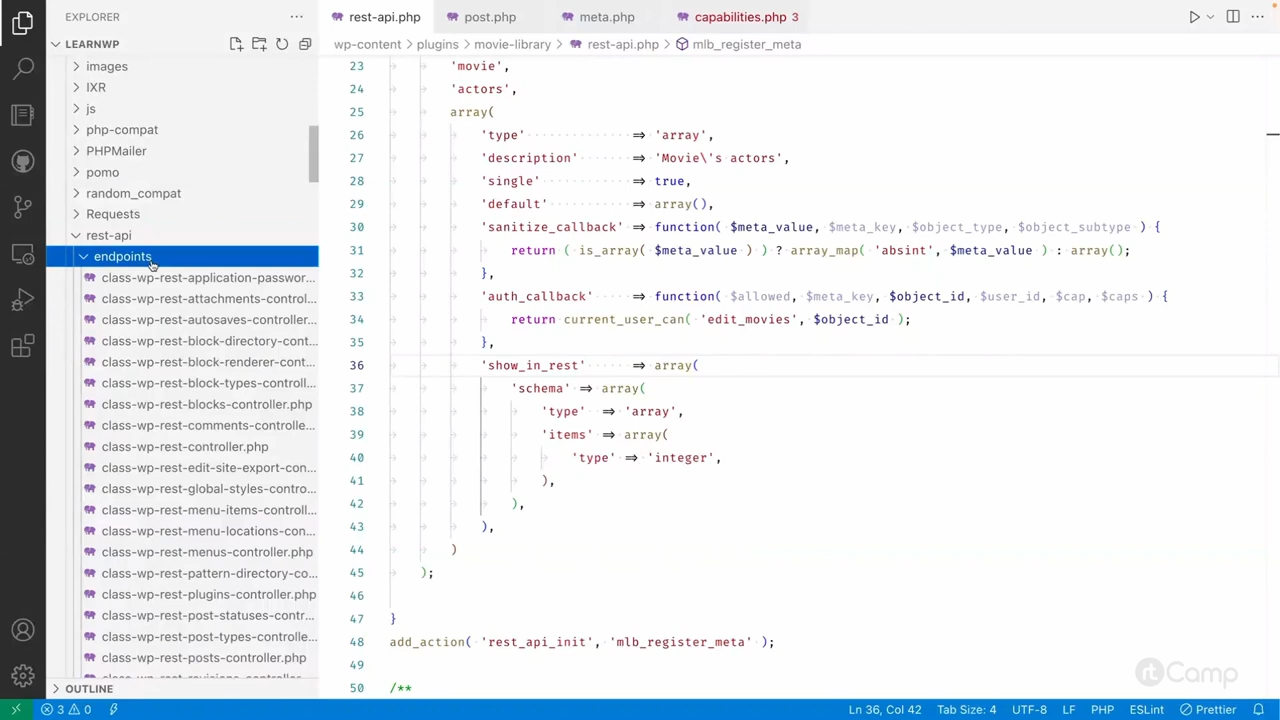 EXPLORER
LEARNWP
images
IXR
js
php-compat
PHPMailer
pomo
random_compat
Requests
rest-api
endpoints
class-wp-rest-application-passwor...
class-wp-rest-attachments-control...
class-wp-rest-autosaves-controller...
class-wp-rest-block-directory-cont...
class-wp-rest-block-renderer-cont...
class-wp-rest-block-types-controll...
class-wp-rest-blocks-controller.php
class-wp-rest-comments-controlle...
class-wp-rest-controller.php
class-wp-rest-edit-site-export-con...
class-wp-rest-global-styles-contro...
class-wp-rest-menu-items-controll...
class-wp-rest-menu-locations-con...
class-wp-rest-menus-controller.php
class-wp-rest-pattern-directory-co...
class-wp-rest-plugins-controller.php
class-wp-rest-post-statuses-contr...
class-wp-rest-post-types-controlle...
class-wp-rest-posts-controller.php
class-wp-rest-revisions-controller...
OUTLINE
rest-api.php post.php meta.php capabilities.php 3
wp-content > plugins > movie-library > rest-api.php > mlb_register_meta
23 'movie',
24 'actors',
25 array(
26 'type' => 'array',
27 'description' => 'Movie\'s actors',
28 'single' => true,
29 'default' => array(),
30 'sanitize_callback' => function( $meta_value, $meta_key, $object_type, $object_subtype ) {
31 return ( is_array( $meta_value ) ) ? array_map( 'absint', $meta_value ) : array();
32 },
33 'auth_callback' => function( $allowed, $meta_key, $object_id, $user_id, $cap, $caps ) {
34 return current_user_can( 'edit_movies', $object_id );
35 },
36 'show_in_rest' => array(
37 'schema' => array(
38 'type' => 'array',
39 'items' => array(
40 'type' => 'integer',
41 ),
42 ),
43 ),
44 )
45 );
46
47 }
48 add_action( 'rest_api_init', 'mlb_register_meta' );
49
50 /**
rtCamp
3 0 Ln 36, Col 42 Tab Size: 4 UTF-8 LF PHP ESLint Prettier